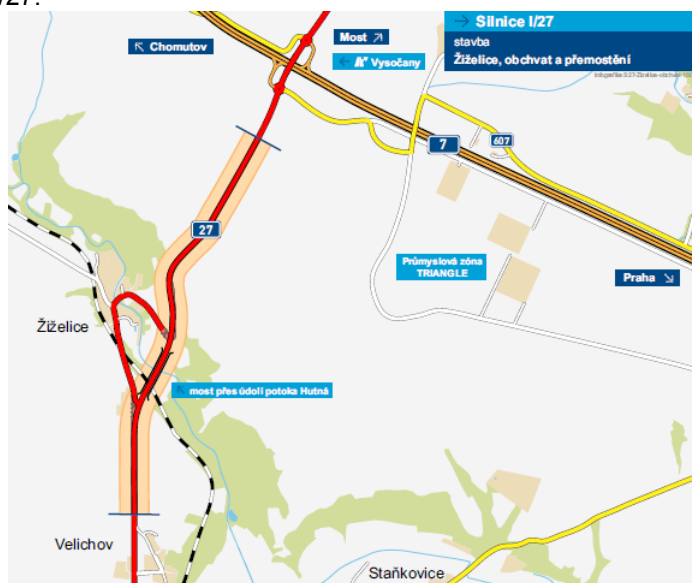 /27.
→ Silnice I/27
stavba
Žiželice, obchvat a přemostění
↖ Chomutov
Most ↗
← Vysočany
7
607
27
Průmyslová zóna
TRIANGLE
Praha ↘
Žiželice
↖ most přes údolí potoka Hutná
Velichov
Staňkovice